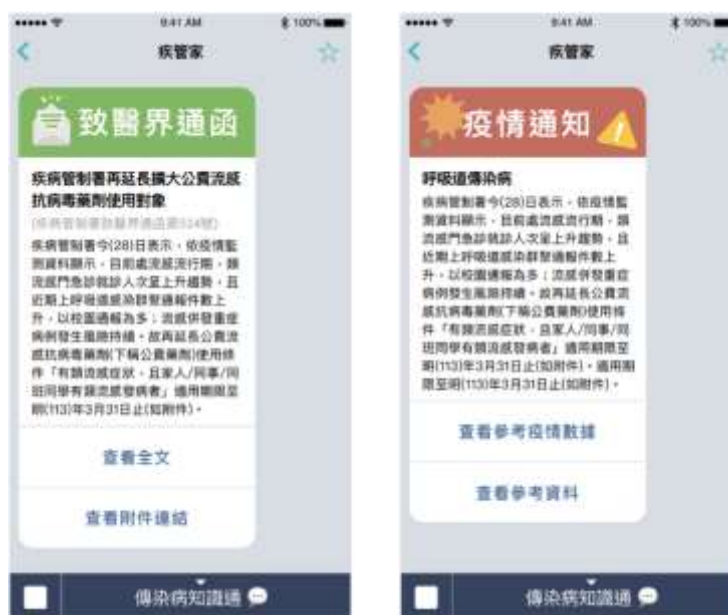 9:41 AM
100%
疾管家
致醫界通函
疾病管制署再延長擴大公費流感
抗病毒藥劑使用對象
(疾病管制署致醫界通函第524號)
疾病管制署今(28)日表示，依疫情監
測資料顯示，目前處流感流行期，類
流感門急診就診人次呈上升趨勢，且
近期上呼吸道感染群聚通報件數上
升，以校園通報為多；流感併發重症
病例發生風險持續。故再延長公費流
感抗病毒藥劑(下稱公費藥劑)使用條
件「有類流感症狀，且家人/同事/同
班同學有類流感發病者」適用期限至
明(113)年3月31日止(如附件)。
查看全文
查看附件連結
傳染病知識通
9:41 AM
100%
疾管家
疫情通知
呼吸道傳染病
疾病管制署今(28)日表示，依疫情監
測資料顯示，目前處流感流行期，類
流感門急診就診人次呈上升趨勢，且
近期上呼吸道感染群聚通報件數上
升，以校園通報為多；流感併發重症
病例發生風險持續。故再延長公費流
感抗病毒藥劑(下稱公費藥劑)使用條
件「有類流感症狀，且家人/同事/同
班同學有類流感發病者」適用期限至
明(113)年3月31日止(如附件)。適用期
限至明(113)年3月31日止(如附件)。
查看參考疫情數據
查看參考資料
傳染病知識通